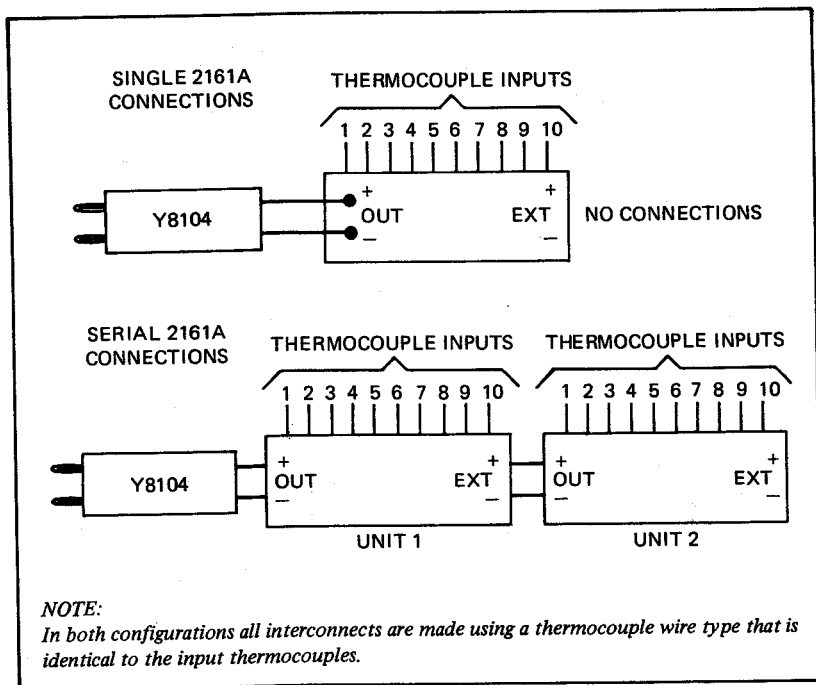 SINGLE 2161A
CONNECTIONS
THERMOCOUPLE INPUTS
1 2 3 4 5 6 7 8 9 10
Y8104
+ +
OUT EXT
– –
NO CONNECTIONS
SERIAL 2161A
CONNECTIONS
THERMOCOUPLE INPUTS THERMOCOUPLE INPUTS
1 2 3 4 5 6 7 8 9 10 1 2 3 4 5 6 7 8 9 10
Y8104
+ + + +
OUT EXT OUT EXT
– – – –
UNIT 1 UNIT 2
NOTE:
In both configurations all interconnects are made using a thermocouple wire type that is
identical to the input thermocouples.